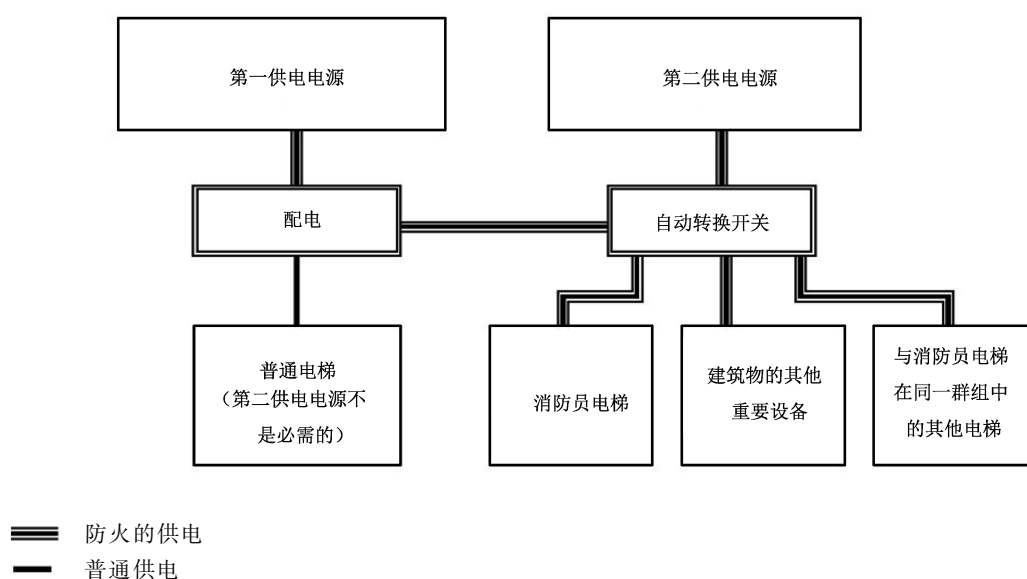 第一供电电源
第二供电电源
配电
自动转换开关
普通电梯
（第二供电电源不
是必需的）
消防员电梯
建筑物的其他
重要设备
与消防员电梯
在同一群组中
的其他电梯
防火的供电
普通供电